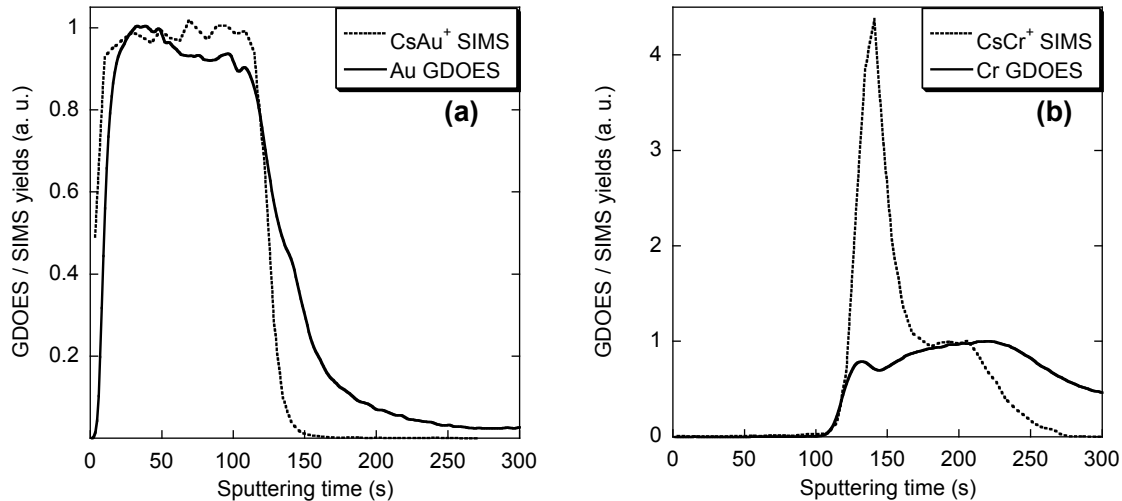 CsAu⁺ SIMS
Au GDOES
(a)
GDOES / SIMS yields (a. u.)
1
0.8
0.6
0.4
0.2
0 50 100 150 200 250 300
Sputtering time (s)
CsCr⁺ SIMS
Cr GDOES
(b)
GDOES / SIMS yields (a. u.)
4
3
2
1
0
0 50 100 150 200 250 300
Sputtering time (s)